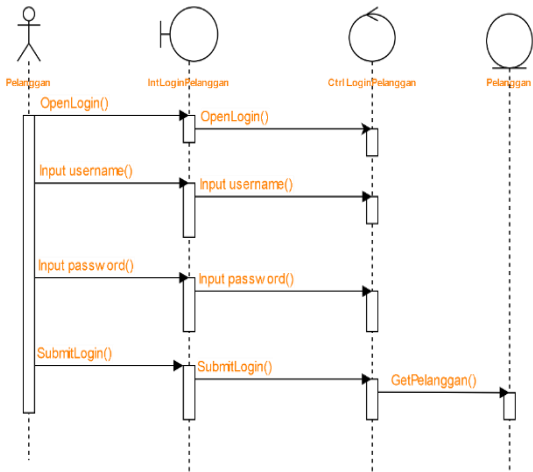 Pelanggan
IntLoginPelanggan
Ctrl LoginPelanggan
Pelanggan
OpenLogin()
OpenLogin()
Input username()
Input username()
Input password()
Input password()
SubmitLogin()
SubmitLogin()
GetPelanggan()